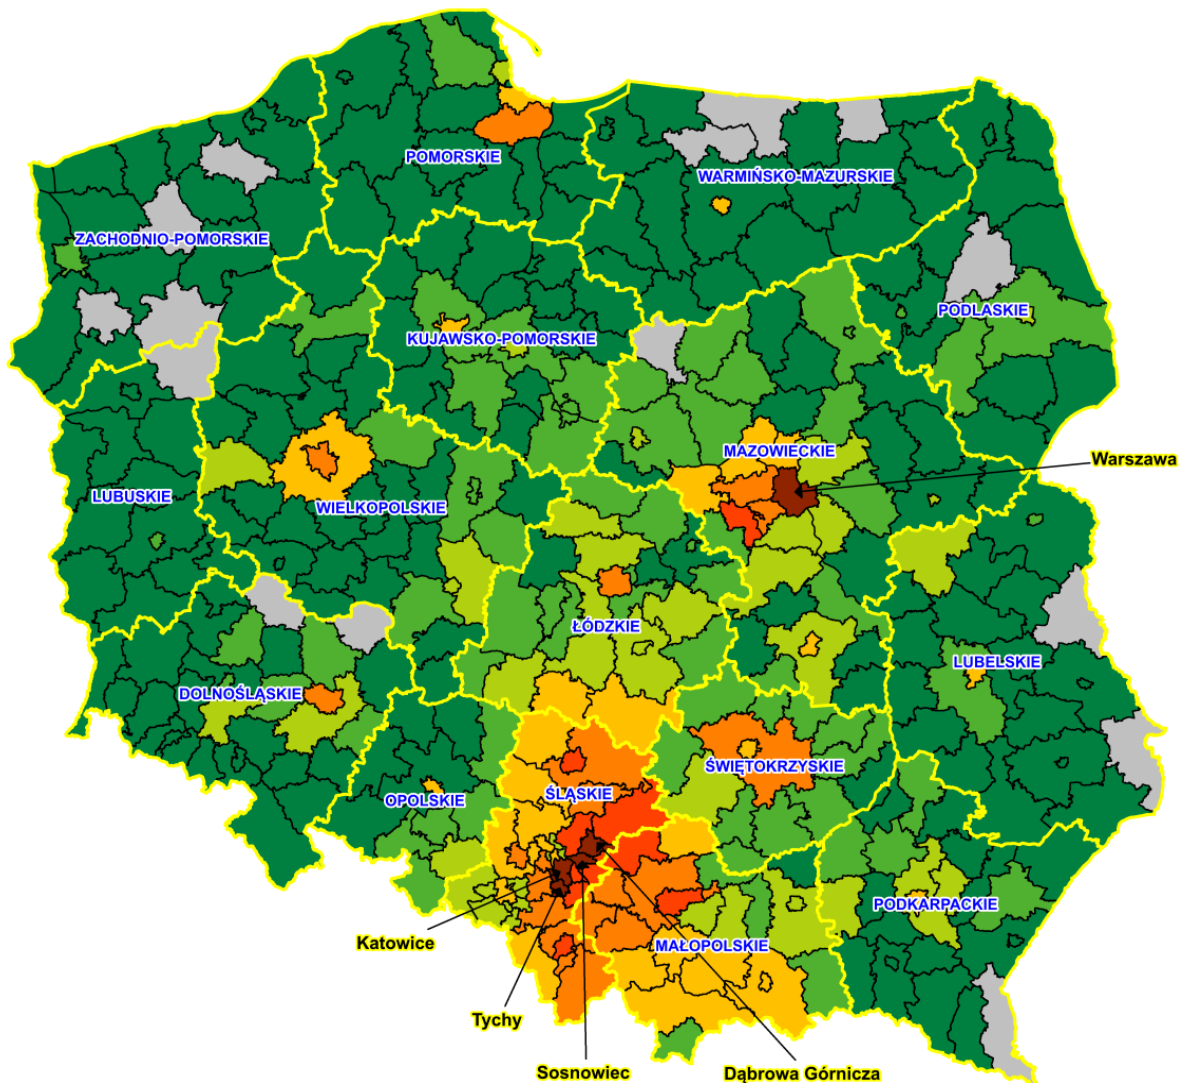 POMORSKIE
WARMIŃSKO-MAZURSKIE
ZACHODNIO-POMORSKIE
PODLASKIE
KUJAWSKO-POMORSKIE
MAZOWIECKIE
Warszawa
LUBUSKIE
WIELKOPOLSKIE
ŁÓDZKIE
LUBELSKIE
DOLNOŚLĄSKIE
ŚWIĘTOKRZYSKIE
ŚLĄSKIE
OPOLSKIE
PODKARPACKIE
Katowice
MAŁOPOLSKIE
Tychy
Sosnowiec
Dąbrowa Górnicza